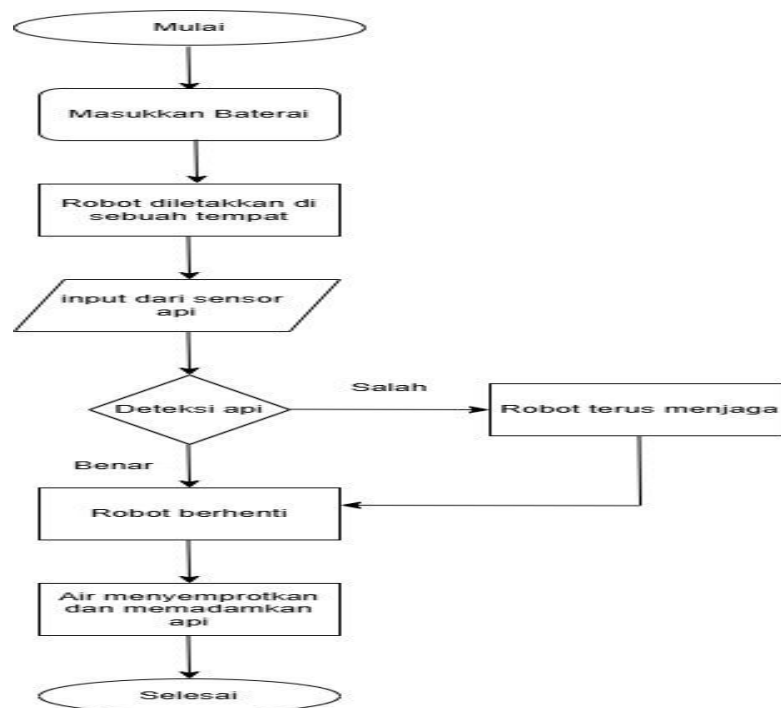 Mulai
Masukkan Baterai
Robot diletakkan di
sebuah tempat
input dari sensor
api
Deteksi api
Salah
Robot terus menjaga
Benar
Robot berhenti
Air menyemprotkan
dan memadamkan
api
Selesai